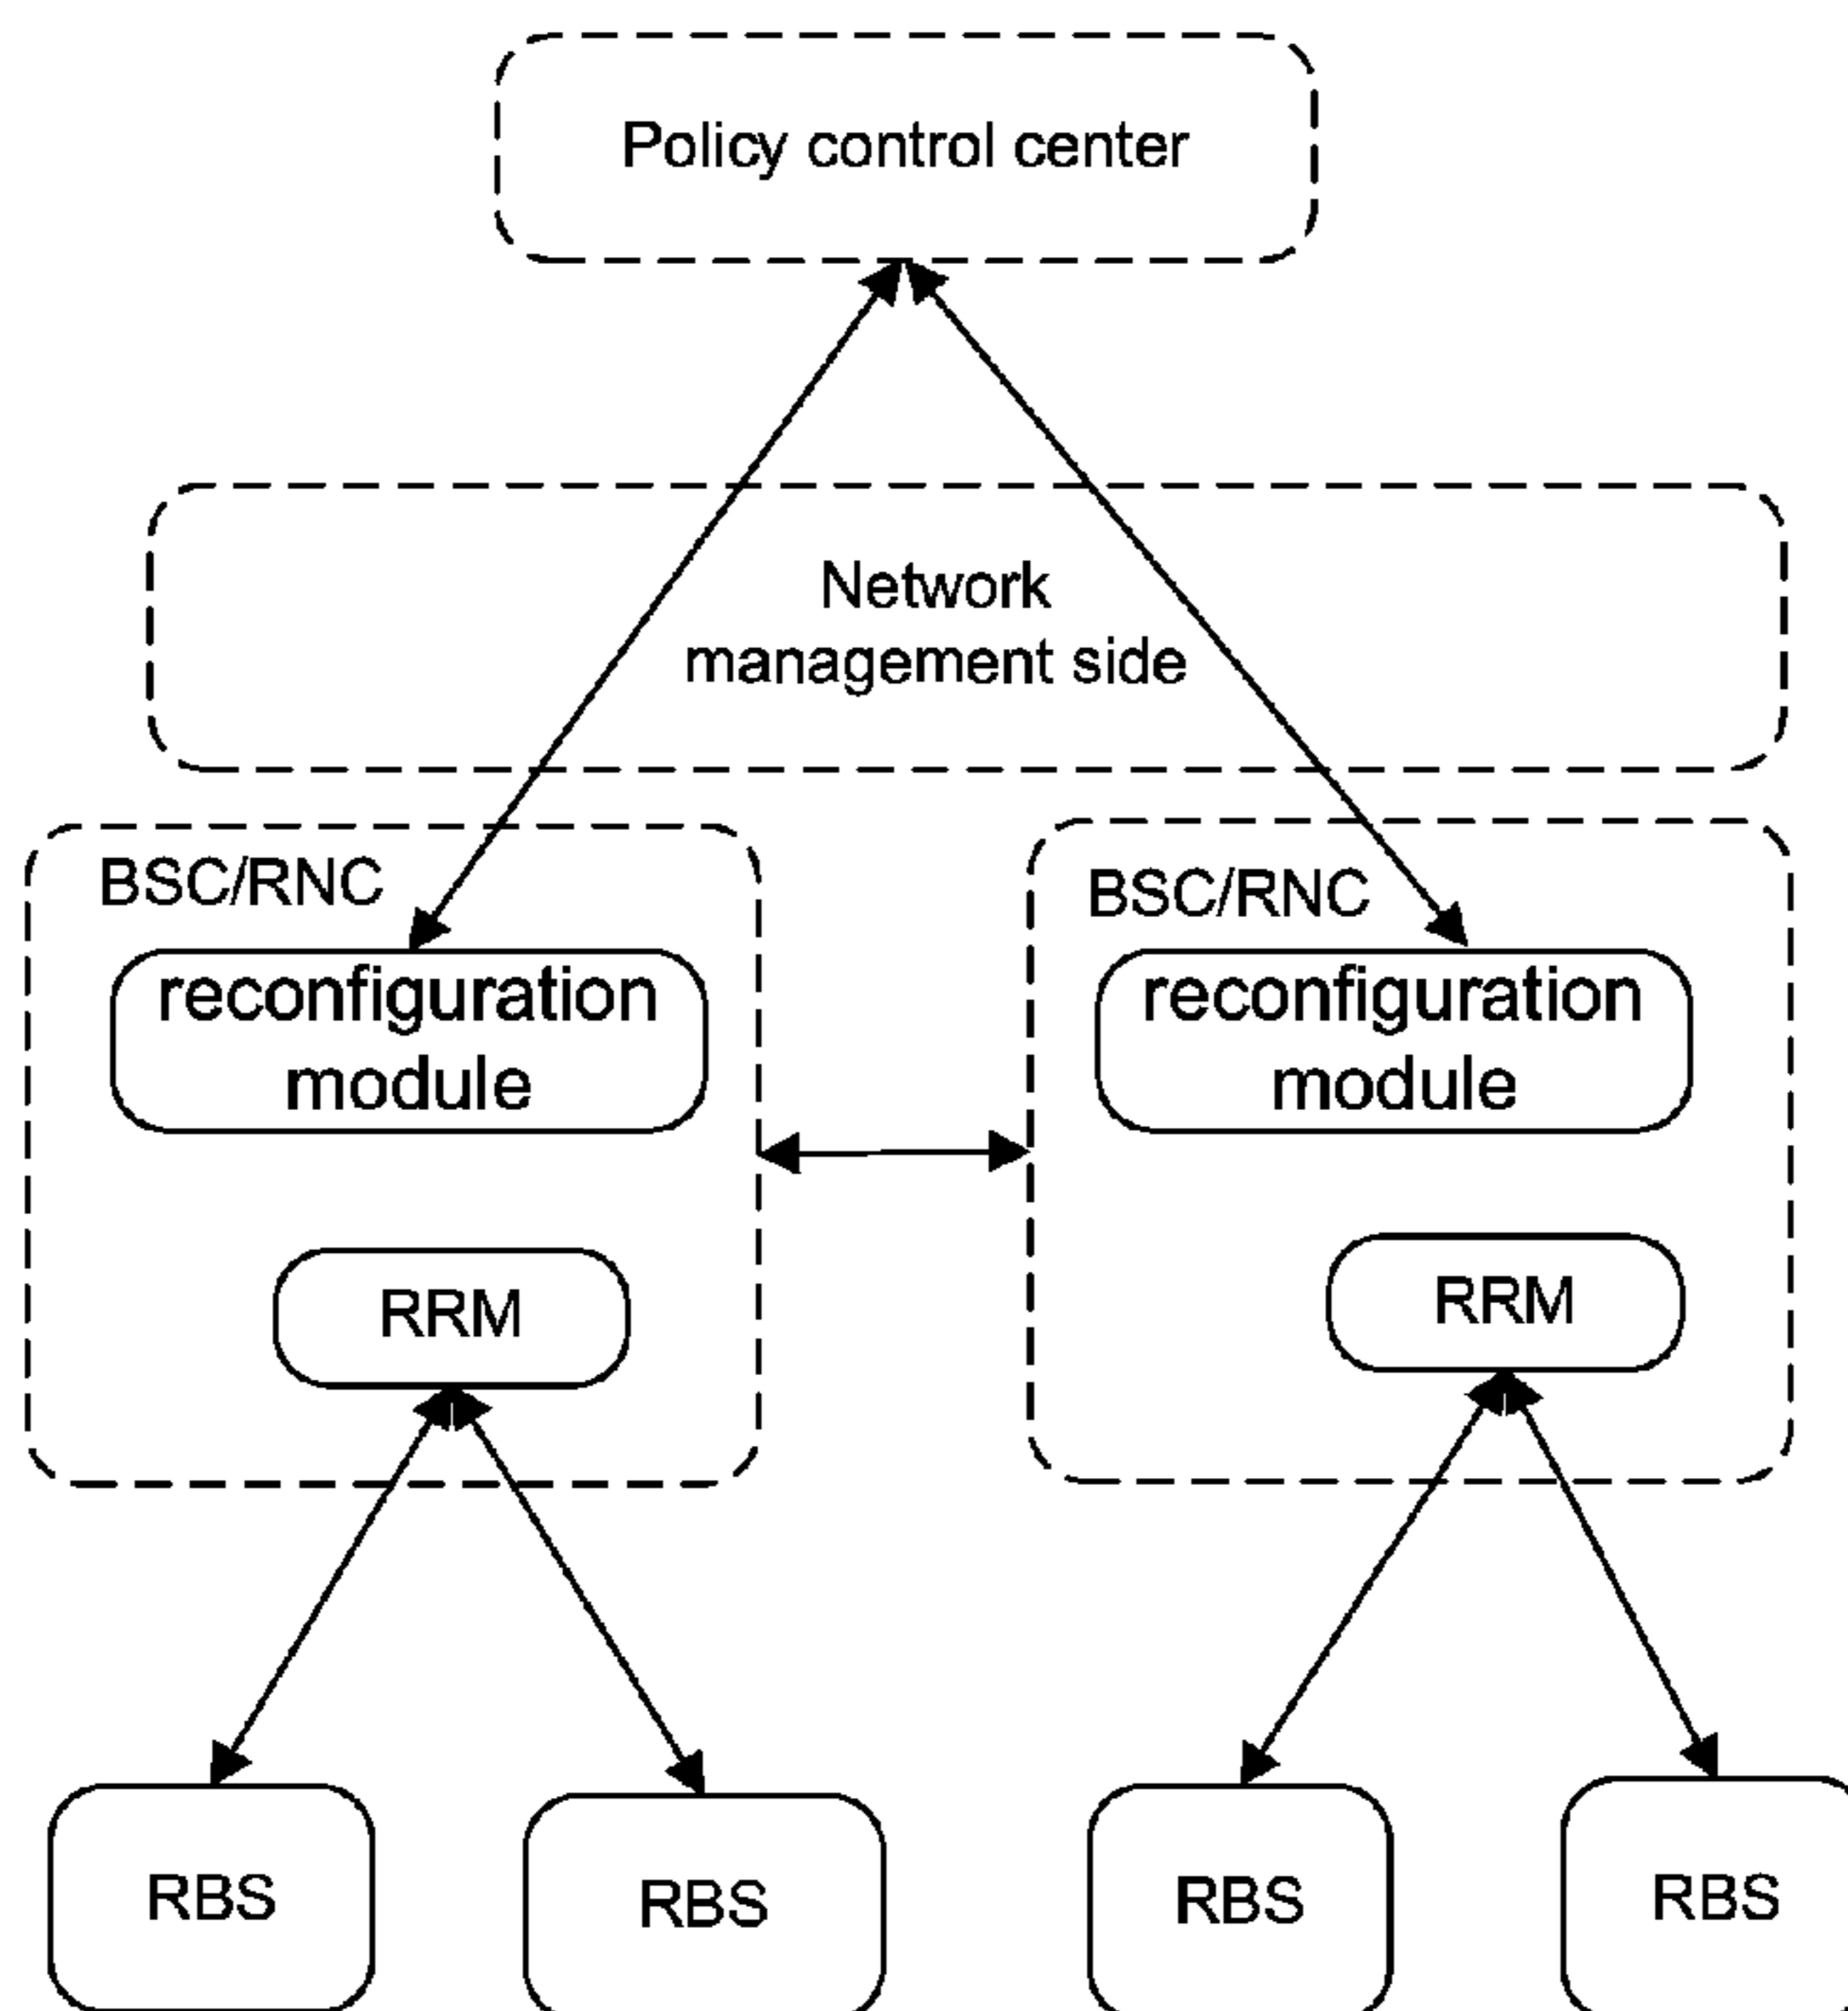 Policy control center
Network
management side
BSC/RNC
reconfiguration
module
RRM
BSC/RNC
reconfiguration
module
RRM
RBS
RBS
RBS
RBS